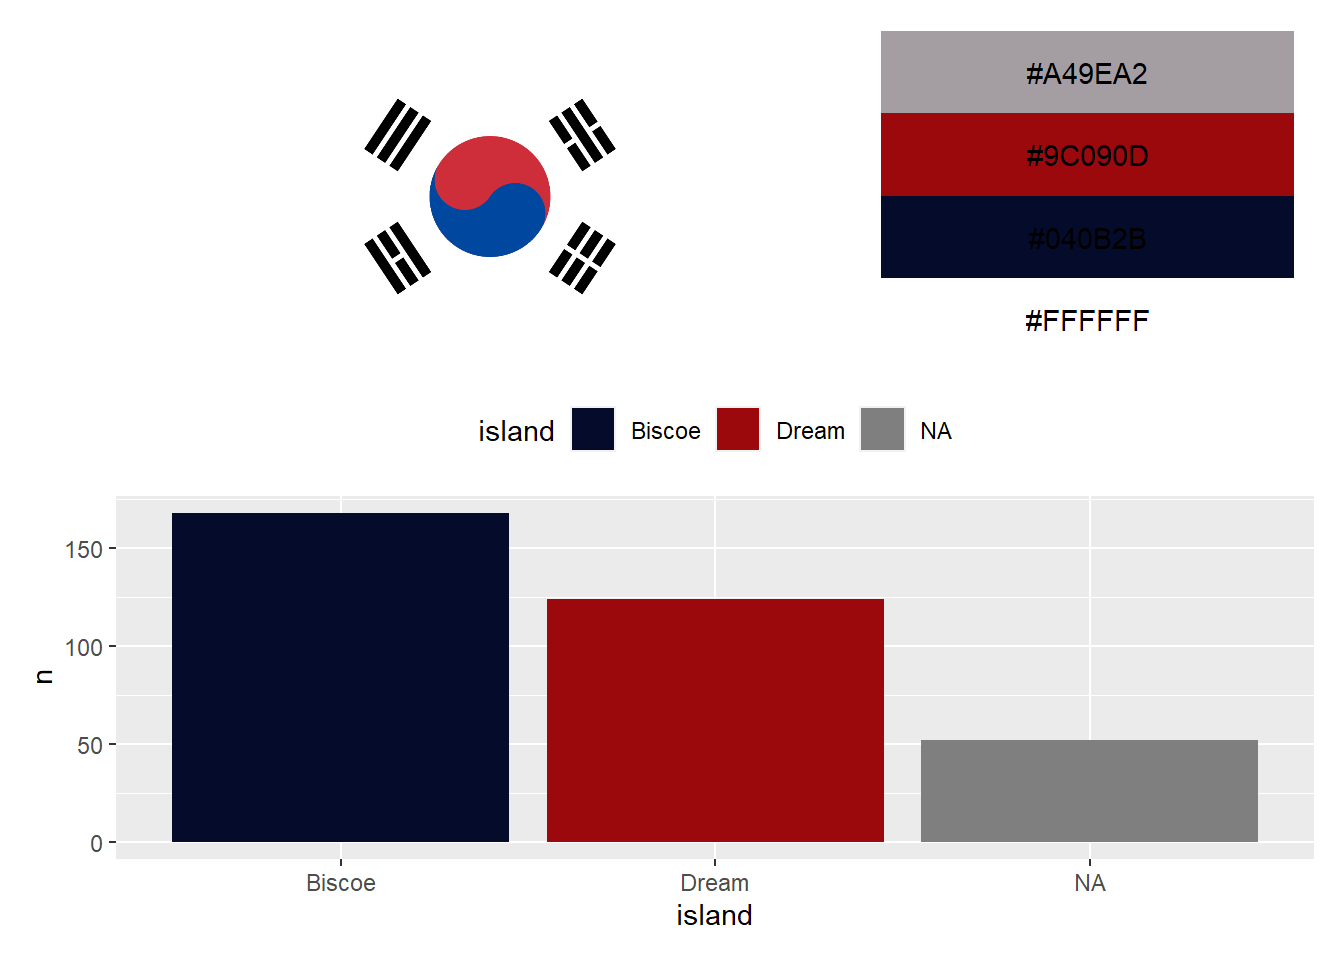 #A49EA2
#9C090D
#040B2B
#FFFFFF
island Biscoe Dream NA
150
100
50
0
n
Biscoe Dream NA
island